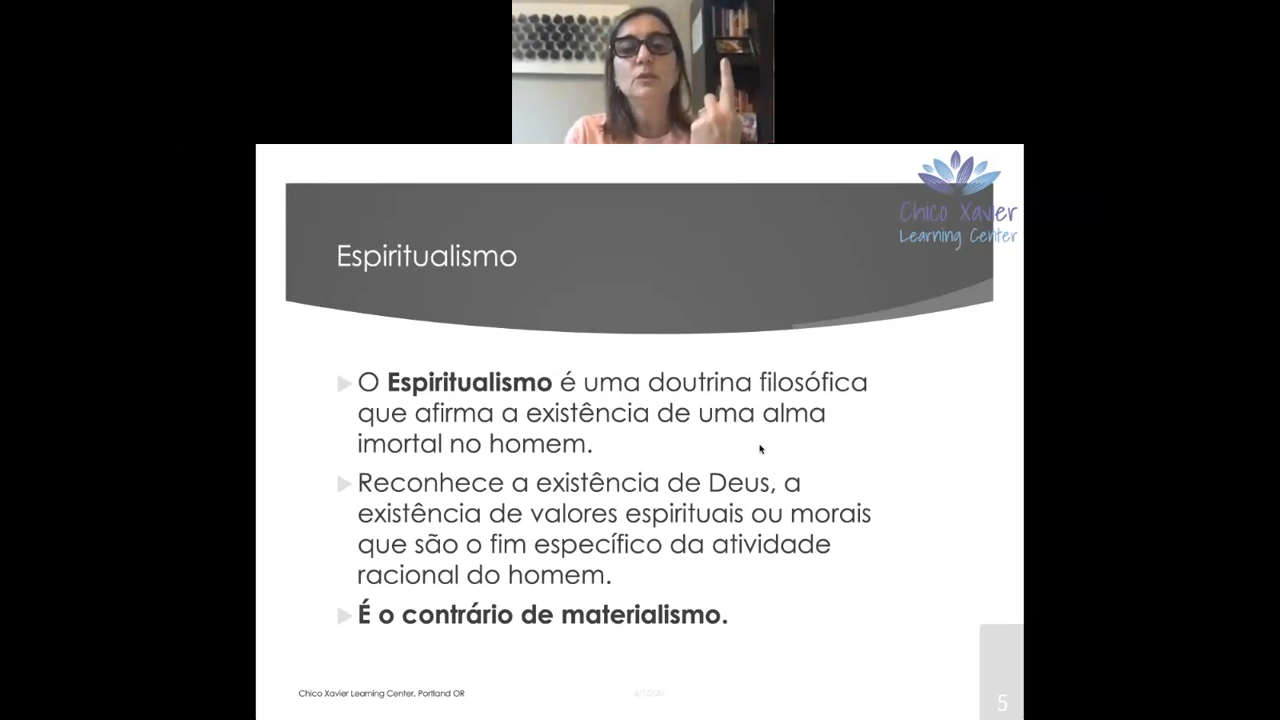 Chico Xavier
Learning Center
Espiritualismo
O Espiritualismo é uma doutrina filosófica
que afirma a existência de uma alma
imortal no homem.
Reconhece a existência de Deus, a
existência de valores espirituais ou morais
que são o fim específico da atividade
racional do homem.
É o contrário de materialismo.
Chico Xavier Learning Center, Portland OR
5